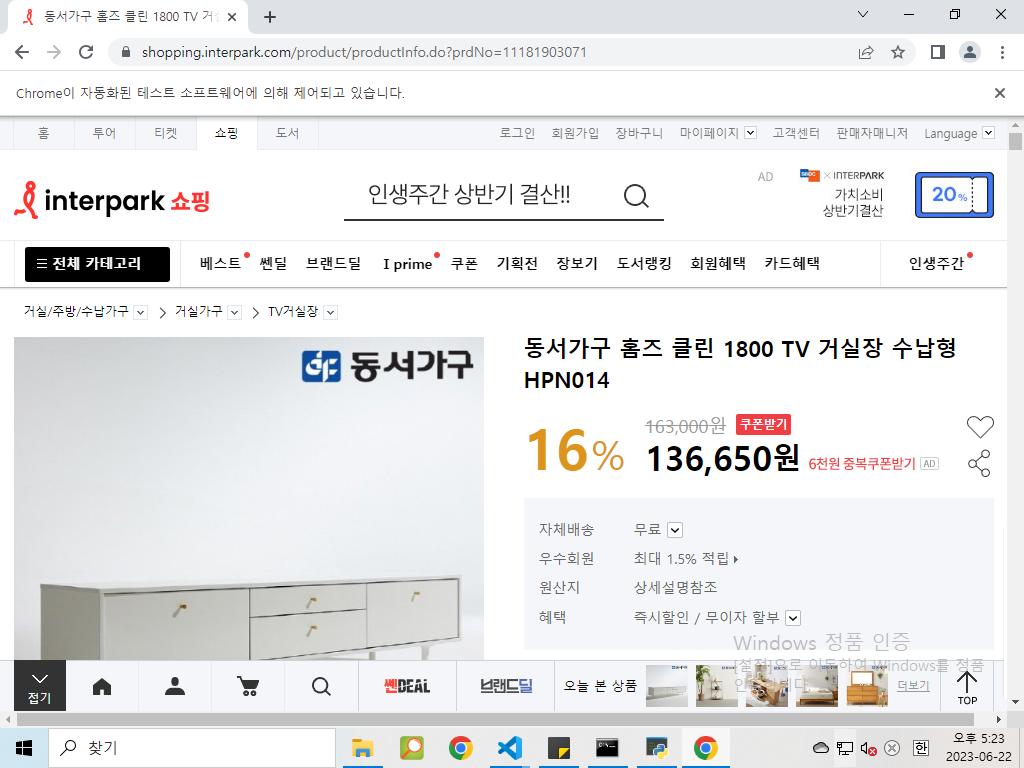 동서가구 홈즈 클린 1800 TV 거
shopping.interpark.com/product/productInfo.do?prdNo=11181903071
Chrome이 자동화된 테스트 소프트웨어에 의해 제어되고 있습니다.
홈 투어 티켓 쇼핑 도서 로그인 회원가입 장바구니 마이페이지 고객센터 판매자매니저 Language
interpark 쇼핑
인생주간 상반기 결산!!
AD
× INTERPARK
가치소비
상반기결산
20%
전체 카테고리 베스트 쎈딜 브랜드딜 I prime 쿠폰 기획전 장보기 도서랭킹 회원혜택 카드혜택 인생주간
거실/주방/수납가구 > 거실가구 > TV거실장
동서가구
동서가구 홈즈 클린 1800 TV 거실장 수납형
HPN014
16%
163,000원 쿠폰받기
136,650원 6천원 중복쿠폰받기 AD
자체배송 무료
우수회원 최대 1.5% 적립
원산지 상세설명참조
혜택 즉시할인 / 무이자 할부
Windows 정품 인증
[설정]으로 이동하여 Windows를 정품
접기
쎈DEAL
브랜드딜
오늘 본 상품
더보기
TOP
찾기
한
오후 5:23
2023-06-22